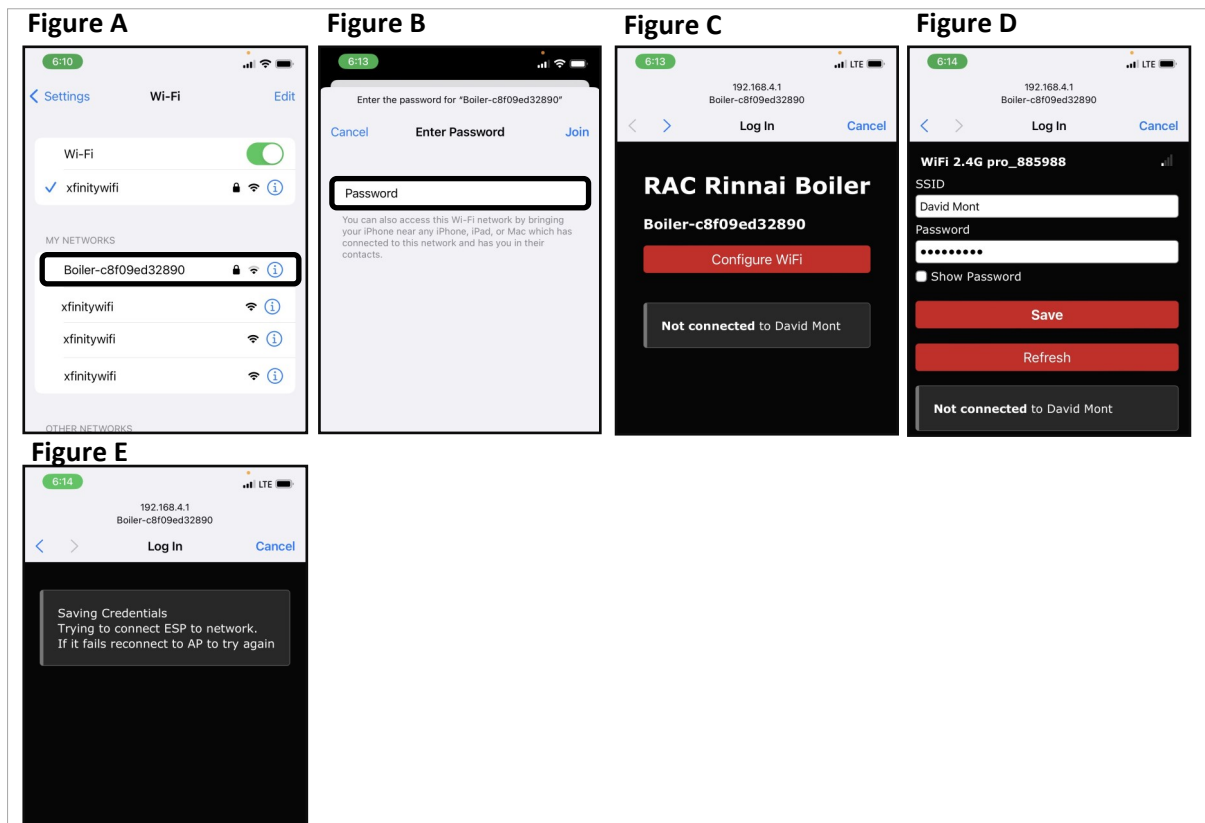 Figure A
6:10
Settings
Wi-Fi
Edit
Wi-Fi
xfinitywifi
MY NETWORKS
Boiler-c8f09ed32890
xfinitywifi
xfinitywifi
xfinitywifi
OTHER NETWORKS
Figure B
6:13
Enter the password for “Boiler-c8f09ed32890”
Cancel
Enter Password
Join
Password
You can also access this Wi-Fi network by bringing
your iPhone near any iPhone, iPad, or Mac which has
connected to this network and has you in their
contacts.
Figure C
6:13
LTE
192.168.4.1
Boiler-c8f09ed32890
Log In
Cancel
RAC Rinnai Boiler
Boiler-c8f09ed32890
Configure WiFi
Not connected to David Mont
Figure D
6:14
LTE
192.168.4.1
Boiler-c8f09ed32890
Log In
Cancel
WiFi 2.4G pro_885988
SSID
David Mont
Password
•••••••••
Show Password
Save
Refresh
Not connected to David Mont
Figure E
6:14
LTE
192.168.4.1
Boiler-c8f09ed32890
Log In
Cancel
Saving Credentials
Trying to connect ESP to network.
If it fails reconnect to AP to try again